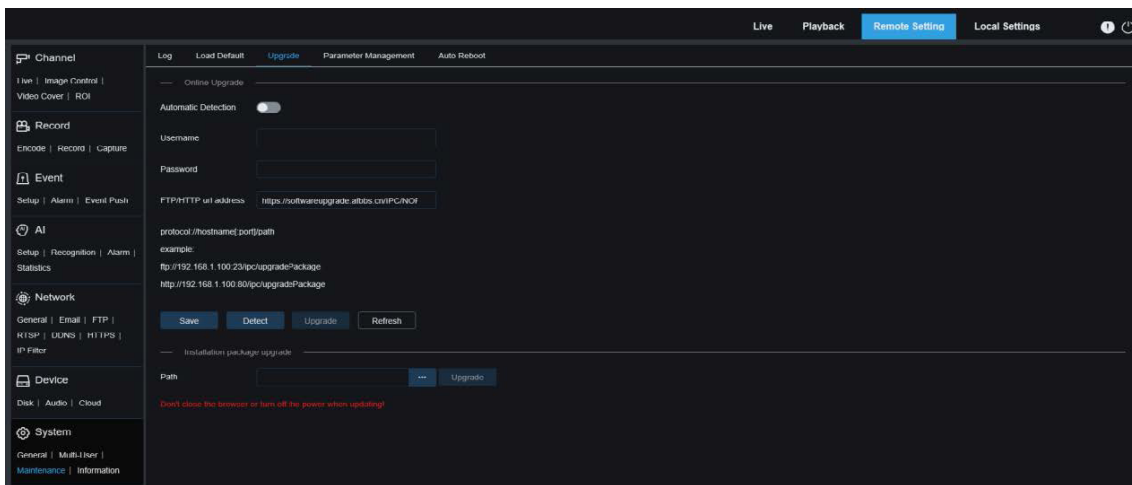 Live Playback Remote Setting Local Settings
Channel
Live | Image Control |
Video Cover | ROI
Record
Encode | Record | Capture
Event
Setup | Alarm | Event Push
AI
Setup | Recognition | Alarm |
Statistics
Network
General | Email | FTP |
RTSP | DDNS | HTTPS |
IP Filter
Device
Disk | Audio | Cloud
System
General | Multi-User |
Maintenance | Information
Log Load Default Upgrade Parameter Management Auto Reboot
Online Upgrade
Automatic Detection
Username
Password
FTP/HTTP url address https://softwareupgrade.afbbs.cn/IPC/NOF
protocol://hostname[:port]/path
example:
ftp://192.168.1.100:23/ipc/upgradePackage
http://192.168.1.100:80/ipc/upgradePackage
Save Detect Upgrade Refresh
Installation package upgrade
Path ... Upgrade
Don't close the browser or turn off the power when updating!